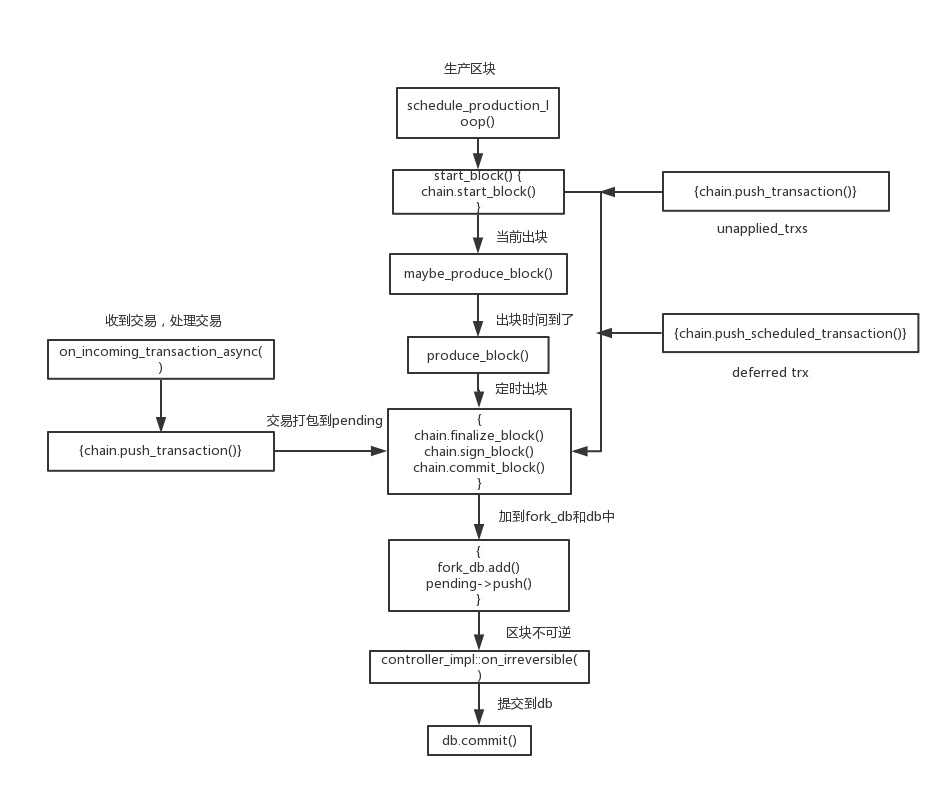 生产区块
schedule_production_l
oop()
start_block() {
chain.start_block()
}
{chain.push_transaction()}
unapplied_trxs
当前出块
maybe_produce_block()
出块时间到了
{chain.push_scheduled_transaction()}
deferred trx
收到交易，处理交易
on_incoming_transaction_async(
)
produce_block()
定时出块
{chain.push_transaction()}
交易打包到pending
{
chain.finalize_block()
chain.sign_block()
chain.commit_block()
}
加到fork_db和db中
{
fork_db.add()
pending->push()
}
区块不可逆
controller_impl::on_irreversible(
)
提交到db
db.commit()